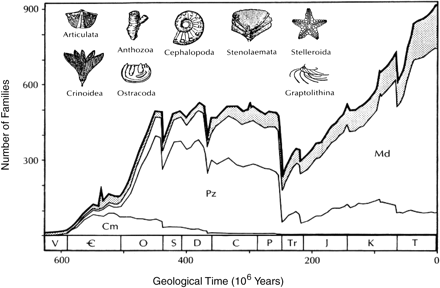 900
600
300
Number of Families
Articulata
Anthozoa
Cephalopoda
Stenolaemata
Stelleroida
Crinoidea
Ostracoda
Graptolithina
Cm
Pz
Md
V Ꞓ O S D C P Tr J K T
600 400 200 0
Geological Time (10⁶ Years)